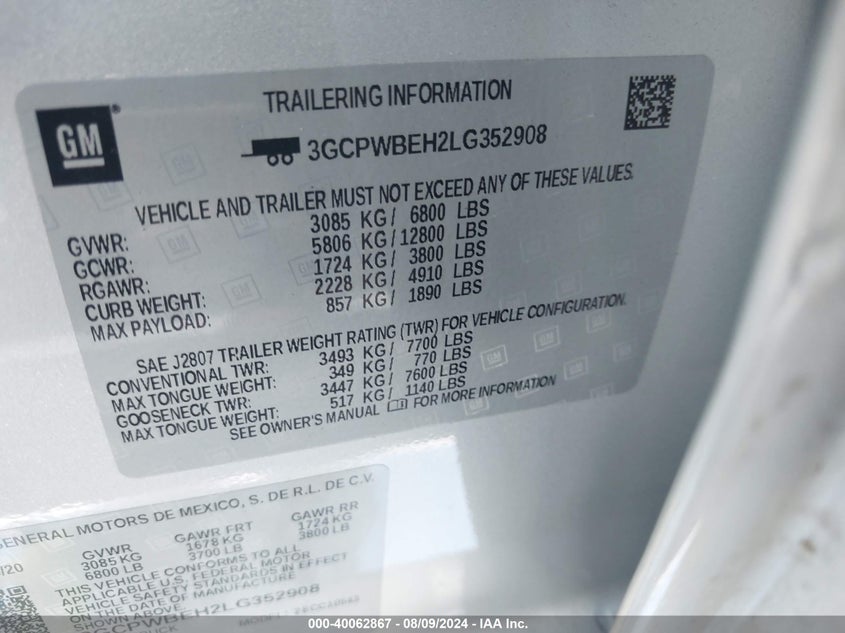 GM
®
TRAILERING INFORMATION
3GCPWBEH2LG352908
VEHICLE AND TRAILER MUST NOT EXCEED ANY OF THESE VALUES.
GVWR: 3085 KG/ 6800 LBS
GCWR: 5806 KG/12800 LBS
RGAWR: 1724 KG/ 3800 LBS
CURB WEIGHT: 2228 KG/ 4910 LBS
MAX PAYLOAD: 857 KG/ 1890 LBS
SAE J2807 TRAILER WEIGHT RATING (TWR) FOR VEHICLE CONFIGURATION.
CONVENTIONAL TWR: 3493 KG/ 7700 LBS
MAX TONGUE WEIGHT: 349 KG/ 770 LBS
GOOSENECK TWR: 3447 KG/ 7600 LBS
MAX TONGUE WEIGHT: 517 KG/ 1140 LBS
SEE OWNER'S MANUAL FOR MORE INFORMATION
GENERAL MOTORS DE MEXICO, S. DE R.L. DE C.V.
/20 GVWR GAWR FRT GAWR RR
3085 KG 1678 KG 1724 KG
6800 LB 3700 LB 3800 LB
THIS VEHICLE CONFORMS TO ALL
APPLICABLE U.S. FEDERAL MOTOR
VEHICLE SAFETY STANDARDS IN EFFECT
ON THE DATE OF MANUFACTURE
SHOWN ABOVE.
3GCPWBEH2LG352908
TRUCK MODEL:
000-40062867 - 08/09/2024 - IAA Inc.